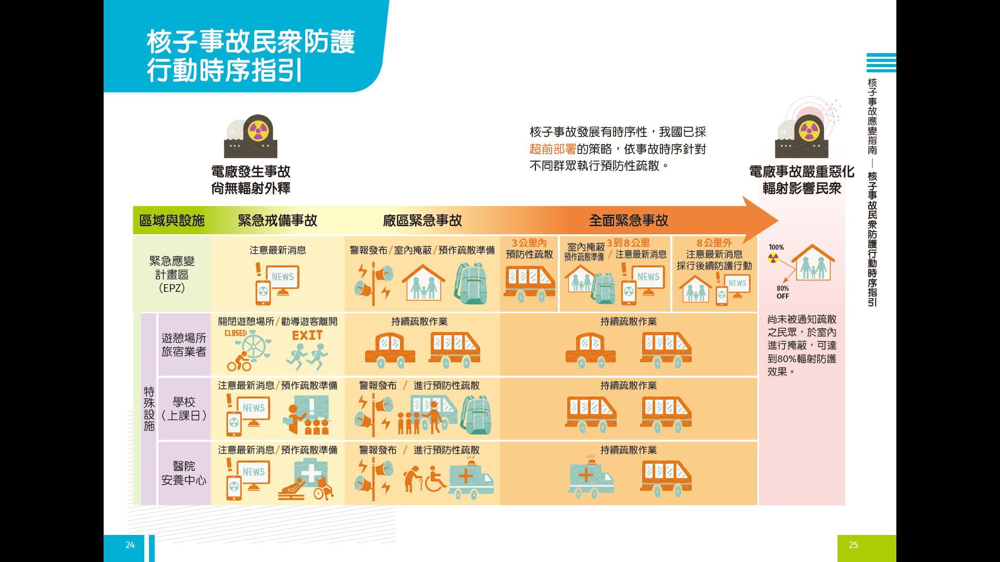 核子事故民衆防護
行動時序指引
電廠發生事故
尚無輻射外釋
核子事故發展有時序性，我國已採
超前部署的策略，依事故時序針對
不同群眾執行預防性疏散。
電廠事故嚴重惡化
輻射影響民衆
區域與設施
緊急戒備事故
廠區緊急事故
全面緊急事故
緊急應變
計畫區
（EPZ）
注意最新消息
NEWS
警報發布/室內掩蔽/預作疏散準備
3公里內
預防性疏散
3到8公里
室內掩蔽
預作疏散準備
/ 注意最新消息
NEWS
8公里外
注意最新消息
採行後續防護行動
NEWS
100%
80%
OFF
尚未被通知疏散
之民眾，於室內
進行掩蔽，可達
到80%輻射防護
效果。
特殊設施
遊憩場所
旅宿業者
關閉遊憩場所/勸導遊客離開
CLOSED
EXIT
持續疏散作業
持續疏散作業
學校
（上課日）
注意最新消息/預作疏散準備
NEWS
警報發布 / 進行預防性疏散
持續疏散作業
醫院
安養中心
注意最新消息/預作疏散準備
NEWS
警報發布 / 進行預防性疏散
持續疏散作業
核子事故應變指南｜核子事故民衆防護行動時序指引
24
25